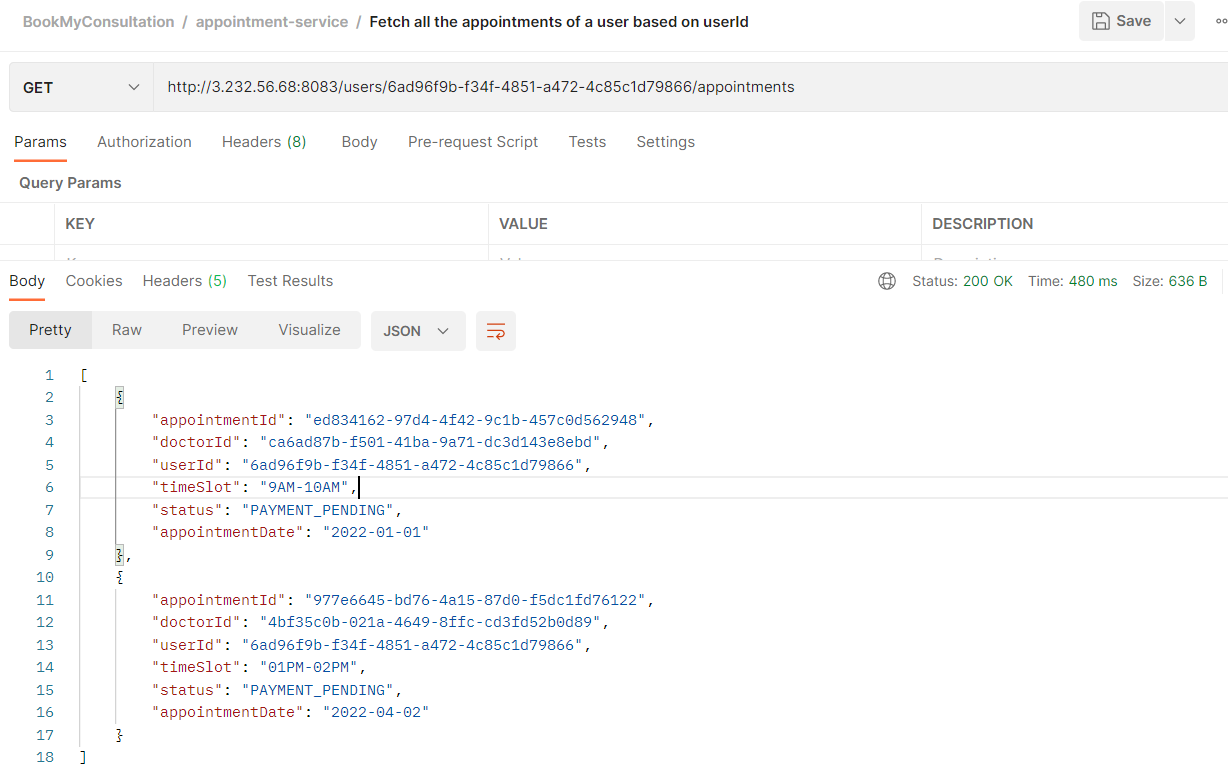 BookMyConsultation / appointment-service / Fetch all the appointments of a user based on userId
Save
GET http://3.232.56.68:8083/users/6ad96f9b-f34f-4851-a472-4c85c1d79866/appointments
Params Authorization Headers (8) Body Pre-request Script Tests Settings
Query Params
KEY VALUE DESCRIPTION
Body Cookies Headers (5) Test Results Status: 200 OK Time: 480 ms Size: 636 B
Pretty Raw Preview Visualize JSON
1 [
2 {
3 "appointmentId": "ed834162-97d4-4f42-9c1b-457c0d562948",
4 "doctorId": "ca6ad87b-f501-41ba-9a71-dc3d143e8ebd",
5 "userId": "6ad96f9b-f34f-4851-a472-4c85c1d79866",
6 "timeSlot": "9AM-10AM",
7 "status": "PAYMENT_PENDING",
8 "appointmentDate": "2022-01-01"
9 },
10 {
11 "appointmentId": "977e6645-bd76-4a15-87d0-f5dc1fd76122",
12 "doctorId": "4bf35c0b-021a-4649-8ffc-cd3fd52b0d89",
13 "userId": "6ad96f9b-f34f-4851-a472-4c85c1d79866",
14 "timeSlot": "01PM-02PM",
15 "status": "PAYMENT_PENDING",
16 "appointmentDate": "2022-04-02"
17 }
18 ]